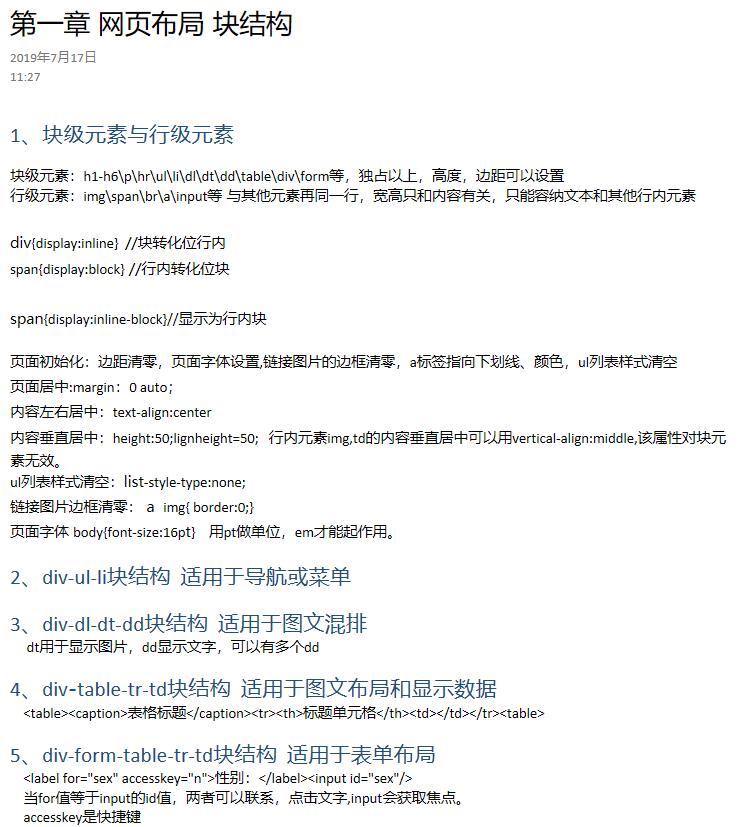 第一章 网页布局 块结构
2019年7月17日
11:27
1、块级元素与行级元素
块级元素：h1-h6\p\hr\ul\li\dl\dt\dd\table\div\form等，独占以上，高度，边距可以设置
行级元素：img\span\br\a\input等 与其他元素再同一行，宽高只和内容有关，只能容纳文本和其他行内元素
div{display:inline} //块转化位行内
span{display:block} //行内转化位块
span{display:inline-block}//显示为行内块
页面初始化：边距清零，页面字体设置,链接图片的边框清零，a标签指向下划线、颜色，ul列表样式清空
页面居中:margin：0 auto；
内容左右居中：text-align:center
内容垂直居中：height:50;lignheight=50； 行内元素img,td的内容垂直居中可以用vertical-align:middle,该属性对块元
素无效。
ul列表样式清空：list-style-type:none;
链接图片边框清零： a img{ border:0;}
页面字体 body{font-size:16pt} 用pt做单位，em才能起作用。
2、div-ul-li块结构 适用于导航或菜单
3、div-dl-dt-dd块结构 适用于图文混排
dt用于显示图片，dd显示文字，可以有多个dd
4、div-table-tr-td块结构 适用于图文布局和显示数据
<table><caption>表格标题</caption><tr><th>标题单元格</th><td></td></tr><table>
5、div-form-table-tr-td块结构 适用于表单布局
<label for="sex" accesskey="n">性别：</label><input id="sex"/>
当for值等于input的id值，两者可以联系，点击文字,input会获取焦点。
accesskey是快捷键